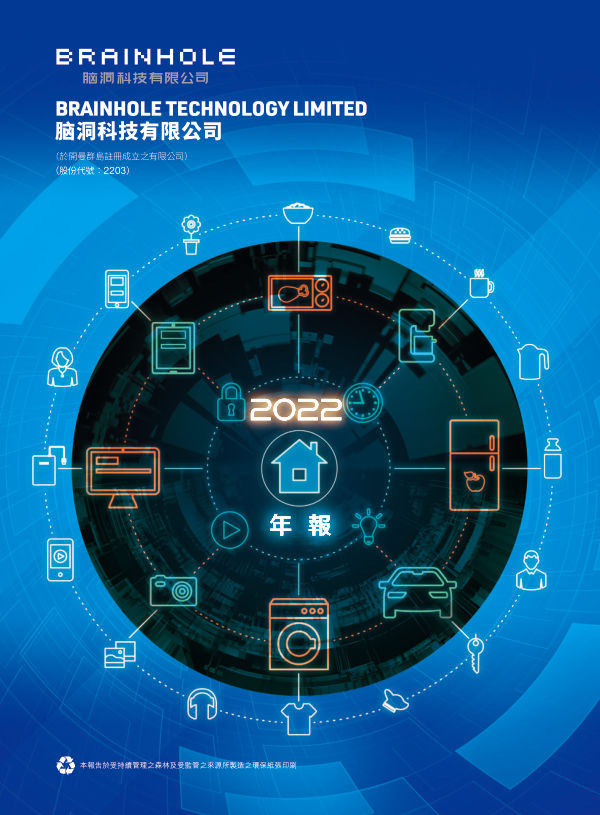 BRAINHOLE
脑洞科技有限公司
BRAINHOLE TECHNOLOGY LIMITED
脑洞科技有限公司
(於開曼群島註冊成立之有限公司)
(股份代號：2203)
2022
年報
本報告於受持續管理之森林及受監管之來源所製造之環保紙張印刷